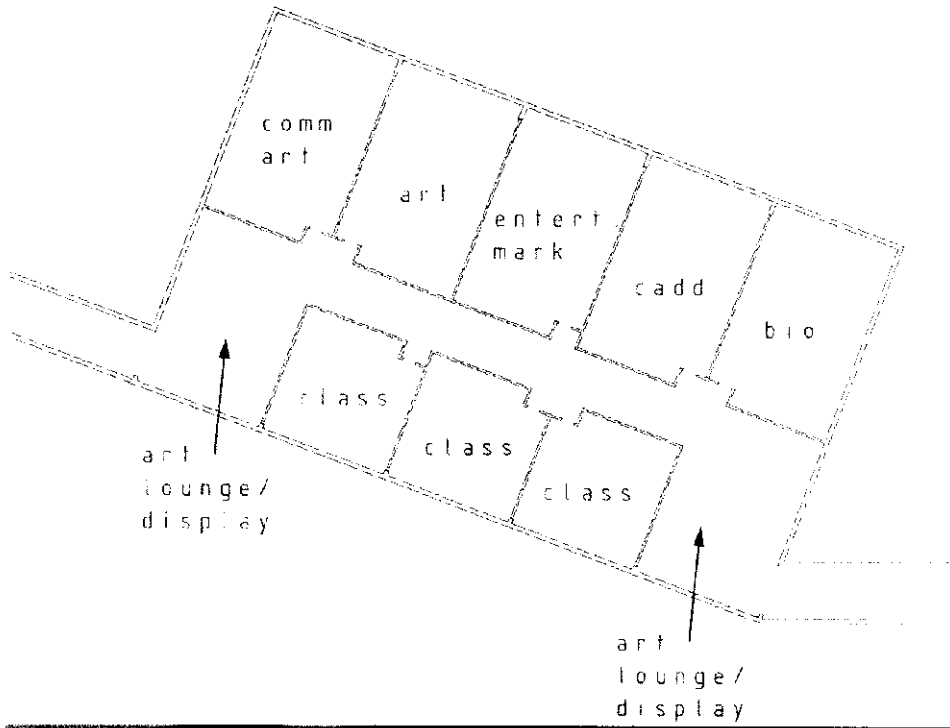 comm
art
art
entert
mark
cadd
bio
class
class
class
art
lounge/
display
art
lounge/
display